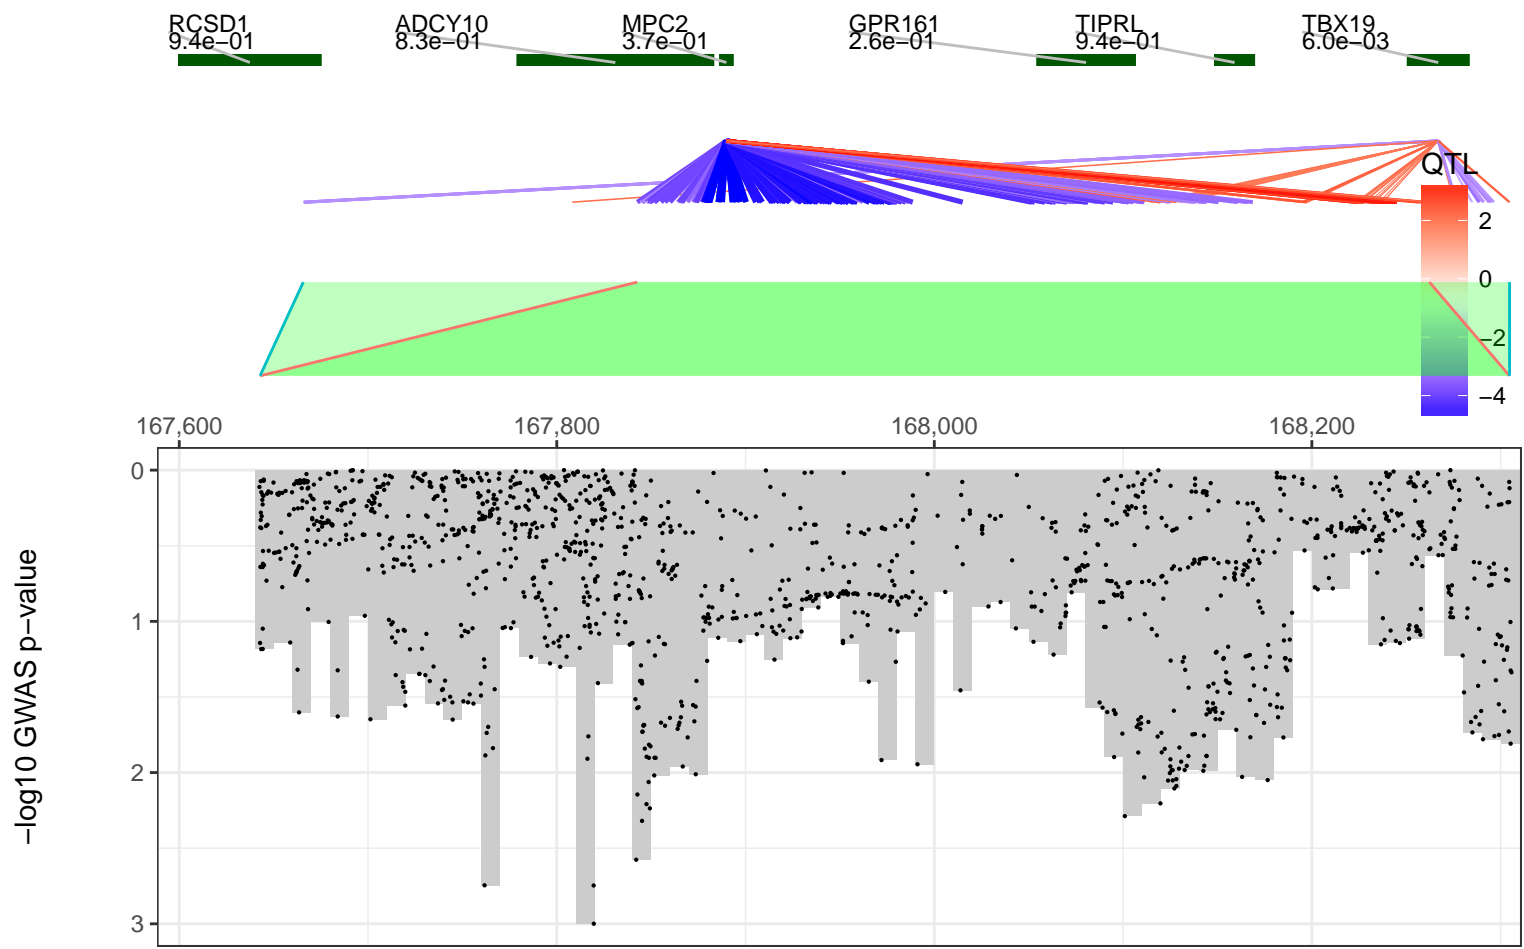 RCSD1 ADCY10 MPC2 GPR161 TIPRL TBX19
9.4e−01 8.3e−01 3.7e−01 2.6e−01 9.4e−01 6.0e−03
QTL
2
0
−2
−4
167,600 167,800 168,000 168,200
0
1
2
3
−log10 GWAS p−value